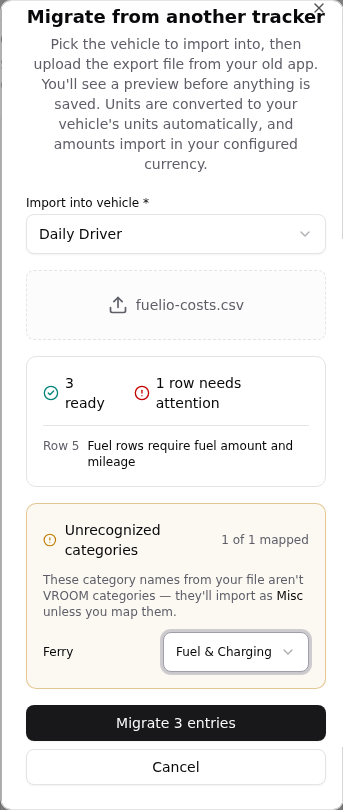 Migrate from another tracker
Pick the vehicle to import into, then
upload the export file from your old app.
You'll see a preview before anything is
saved. Units are converted to your
vehicle's units automatically, and
amounts import in your configured
currency.
Import into vehicle *
Daily Driver
fuelio-costs.csv
3 ready
1 row needs attention
Row 5 Fuel rows require fuel amount and
mileage
Unrecognized categories
1 of 1 mapped
These category names from your file aren't
VROOM categories — they'll import as Misc
unless you map them.
Ferry
Fuel & Charging
Migrate 3 entries
Cancel